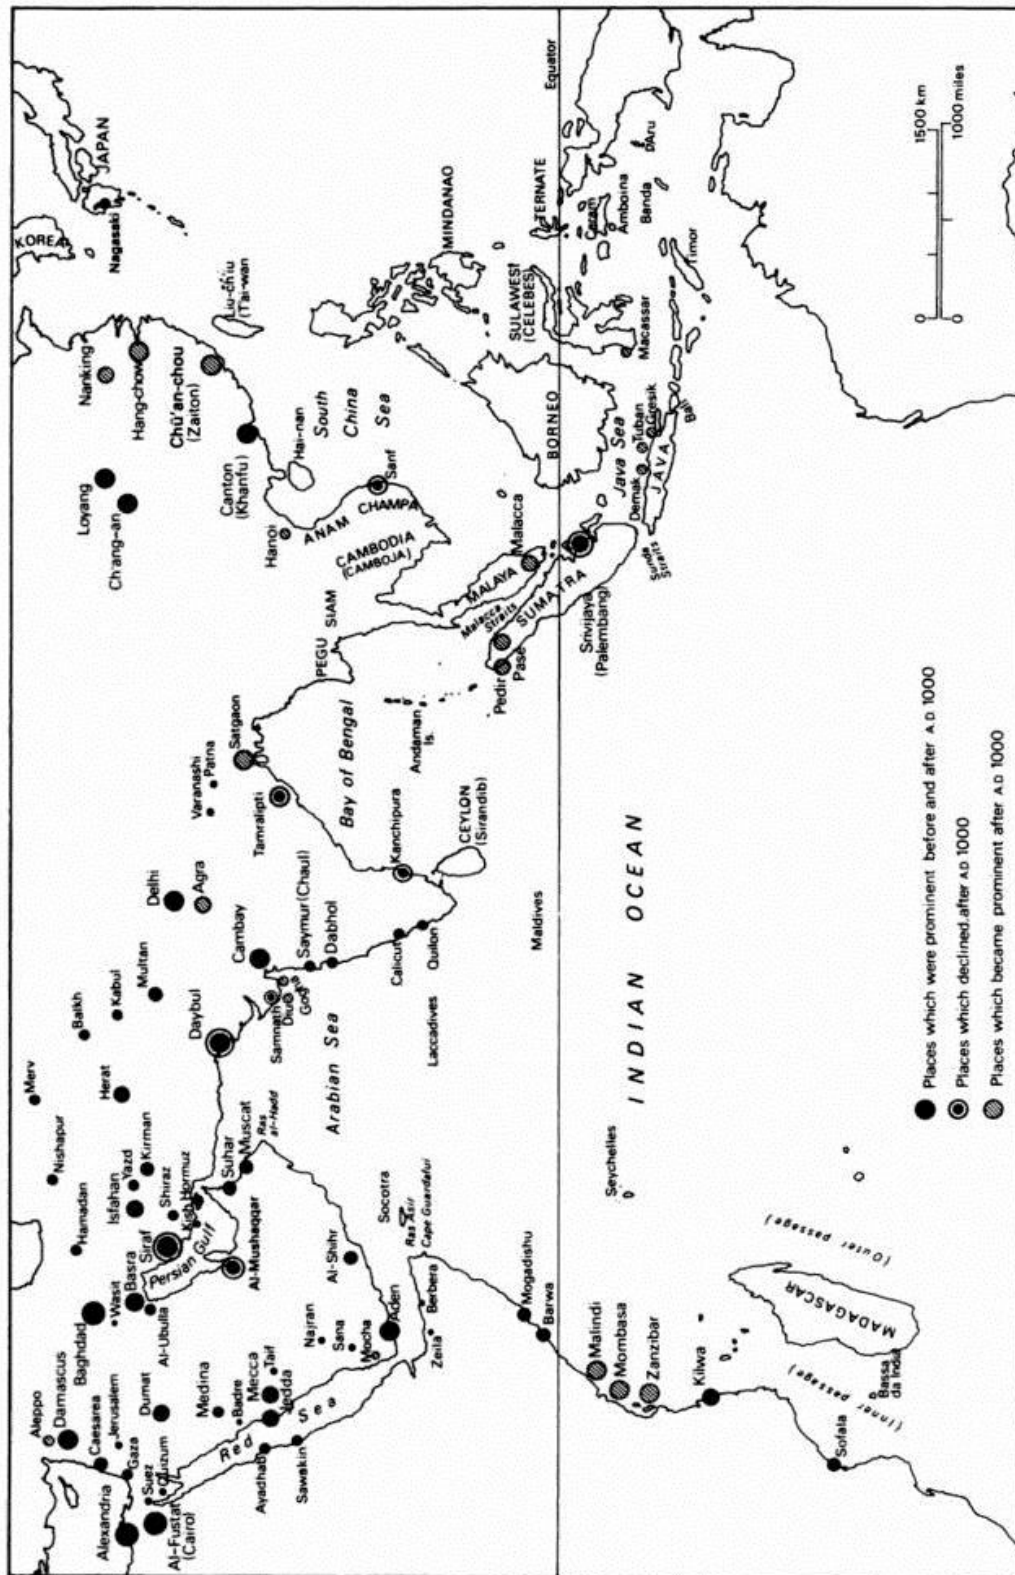 Aleppo
Damascus
Caesarea
Jerusalem
Gaza
Alexandria
Suez
Qulzum
Al-Fustat
(Cairo)
Baghdad
Wasit
Basra
Al-Ubulla
Dumat
Medina
Badre
Mecca
Taif
Jedda
Red Sea
Ayadhab
Sawakin
Najran
Sana
Mocha
Aden
Zeila
Berbera
Al-Shihr
Socotra
Ras Asir
Cape Guardafui
Merv
Nishapur
Hamadan
Isfahan
Yazd
Kirman
Shiraz
Siraf
Kish
Hormuz
Persian Gulf
Al-Mushaqqar
Suhar
Muscat
Ras
al-Hadd
Balkh
Kabul
Herat
Multan
Daybul
Delhi
Agra
Cambay
Samnath
Diu
Gog
Saymur (Chaul)
Dabhol
Calicut
Quilon
Arabian Sea
Laccadives
Maldives
Varanashi
Patna
Satgaon
Tamralipti
Kanchipura
CEYLON
(Sirandib)
Bay of Bengal
Andaman
Is.
PEGU
SIAM
Loyang
Ch'ang-an
Nanking
Hang-chow
Chü'an-chou
(Zaiton)
Canton
(Khanfu)
Hai-nan
Hanoi
ANAM
CHAMPA
Sanf
CAMBODIA
(CAMBOJA)
South
China
Sea
KOREA
JAPAN
Nagasaki
Liu-ch'iu
(T'ai-wan)
MINDANAO
MALAYA
Malacca
Malacca
Straits
SUMATRA
Pedir
Pase
Srivijaya
(Palembang)
Sunda
Straits
BORNEO
Java Sea
Demak
Tuban
Gresik
JAVA
Bali
SULAWESI
(CELEBES)
Macassar
TERNATE
Ceram
Amboina
Banda
Aru
Timor
Equator
INDIAN OCEAN
Seychelles
Mogadishu
Barwa
Malindi
Mombasa
Zanzibar
Kilwa
Sofala
Bassa
da India
MADAGASCAR
(Inner passage)
(Outer passage)
0 1500 km
0 1000 miles
Places which were prominent before and after A.D 1000
Places which declined after A.D 1000
Places which became prominent after A.D 1000